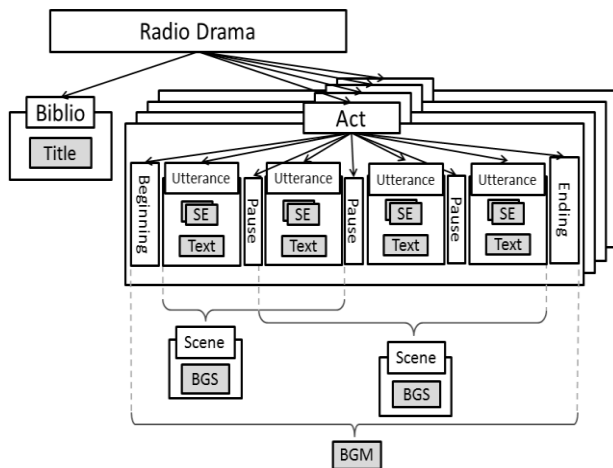 Radio Drama
Biblio
Title
Act
Beginning
Utterance
SE
Text
Pause
Utterance
SE
Text
Pause
Utterance
SE
Text
Pause
Utterance
SE
Text
Ending
Scene
BGS
Scene
BGS
BGM